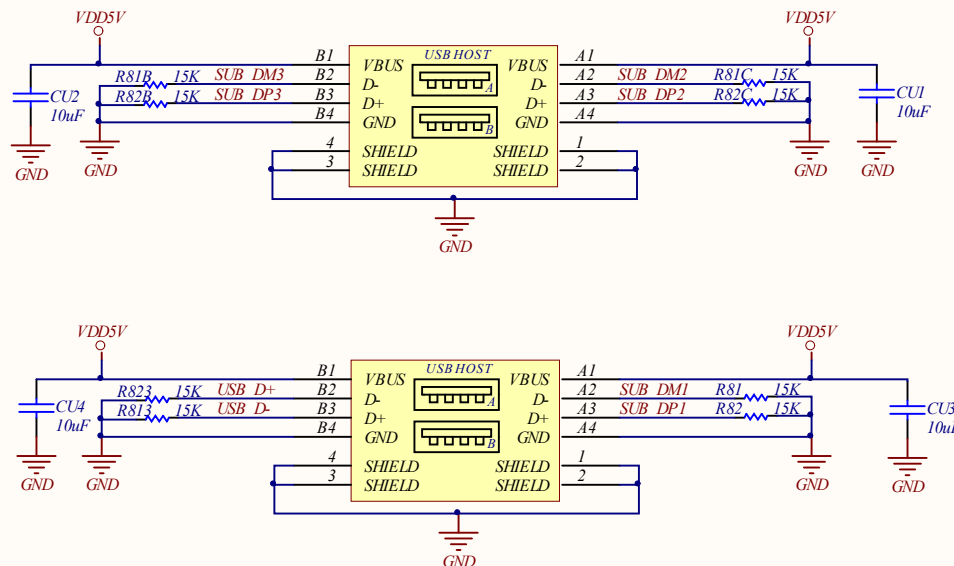 VDD5V VDD5V
B1 USB HOST A1
VBUS VBUS
R81B 15K SUB_DM3 B2 D- D- A2 SUB_DM2 R81C 15K
CU2 R82B 15K SUB_DP3 B3 D+ D+ A3 SUB_DP2 R82C 15K CU1
10uF B4 GND GND A4 10uF
A
B
4 SHIELD SHIELD 1
3 SHIELD SHIELD 2
GND GND GND GND
GND
VDD5V VDD5V
B1 USB HOST A1
VBUS VBUS
R823 15K USB_D+ B2 D- D- A2 SUB_DM1 R81 15K
CU4 R813 15K USB_D- B3 D+ D+ A3 SUB_DP1 R82 15K CU3
10uF B4 GND GND A4 10uF
A
B
4 SHIELD SHIELD 1
3 SHIELD SHIELD 2
GND GND GND GND
GND